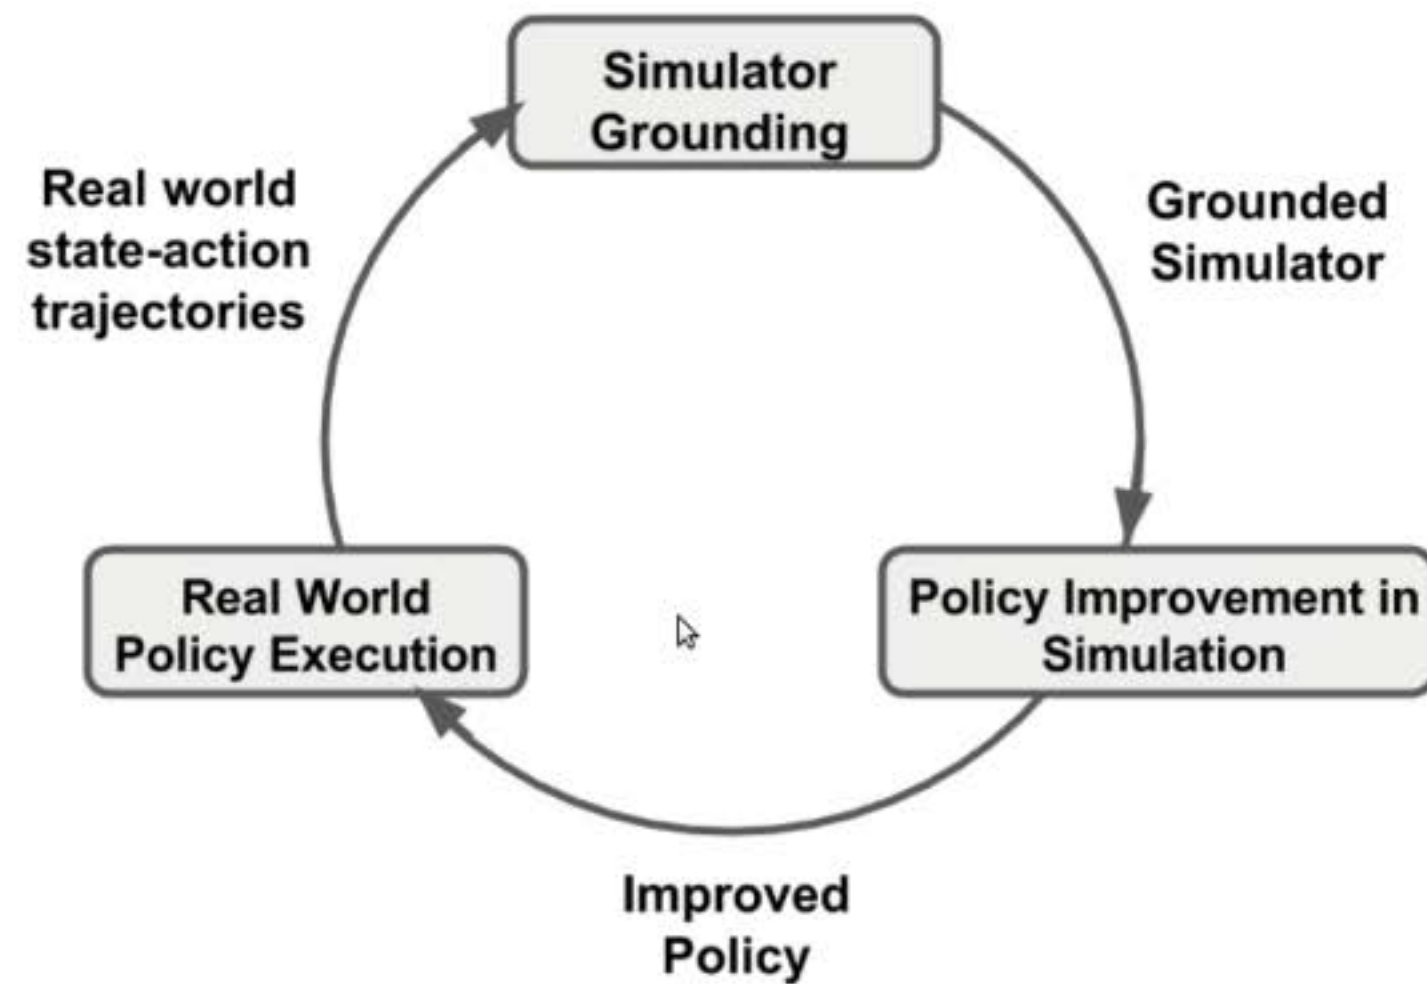 Simulator
Grounding
Real world
state-action
trajectories
Grounded
Simulator
Real World
Policy Execution
Policy Improvement in
Simulation
Improved
Policy